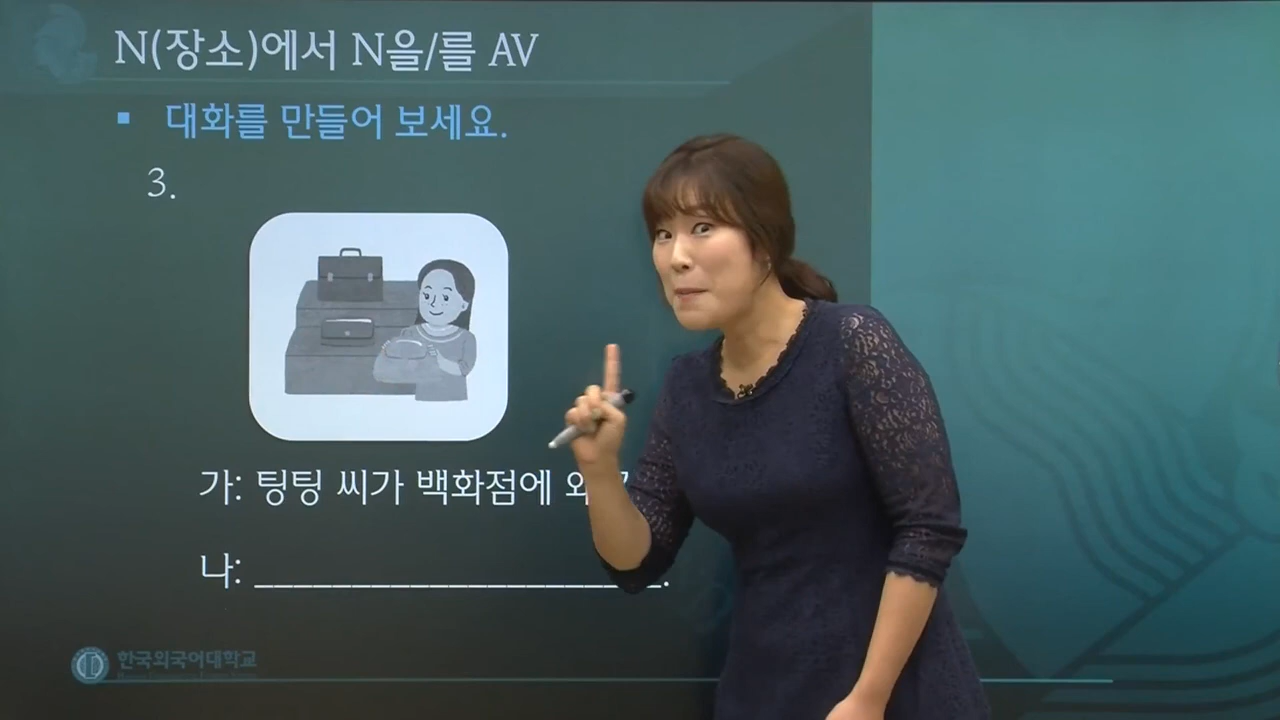 N(장소)에서 N을/를 AV
▪ 대화를 만들어 보세요.
3.
가: 팅팅 씨가 백화점에
나: ______________________.
한국외국어대학교